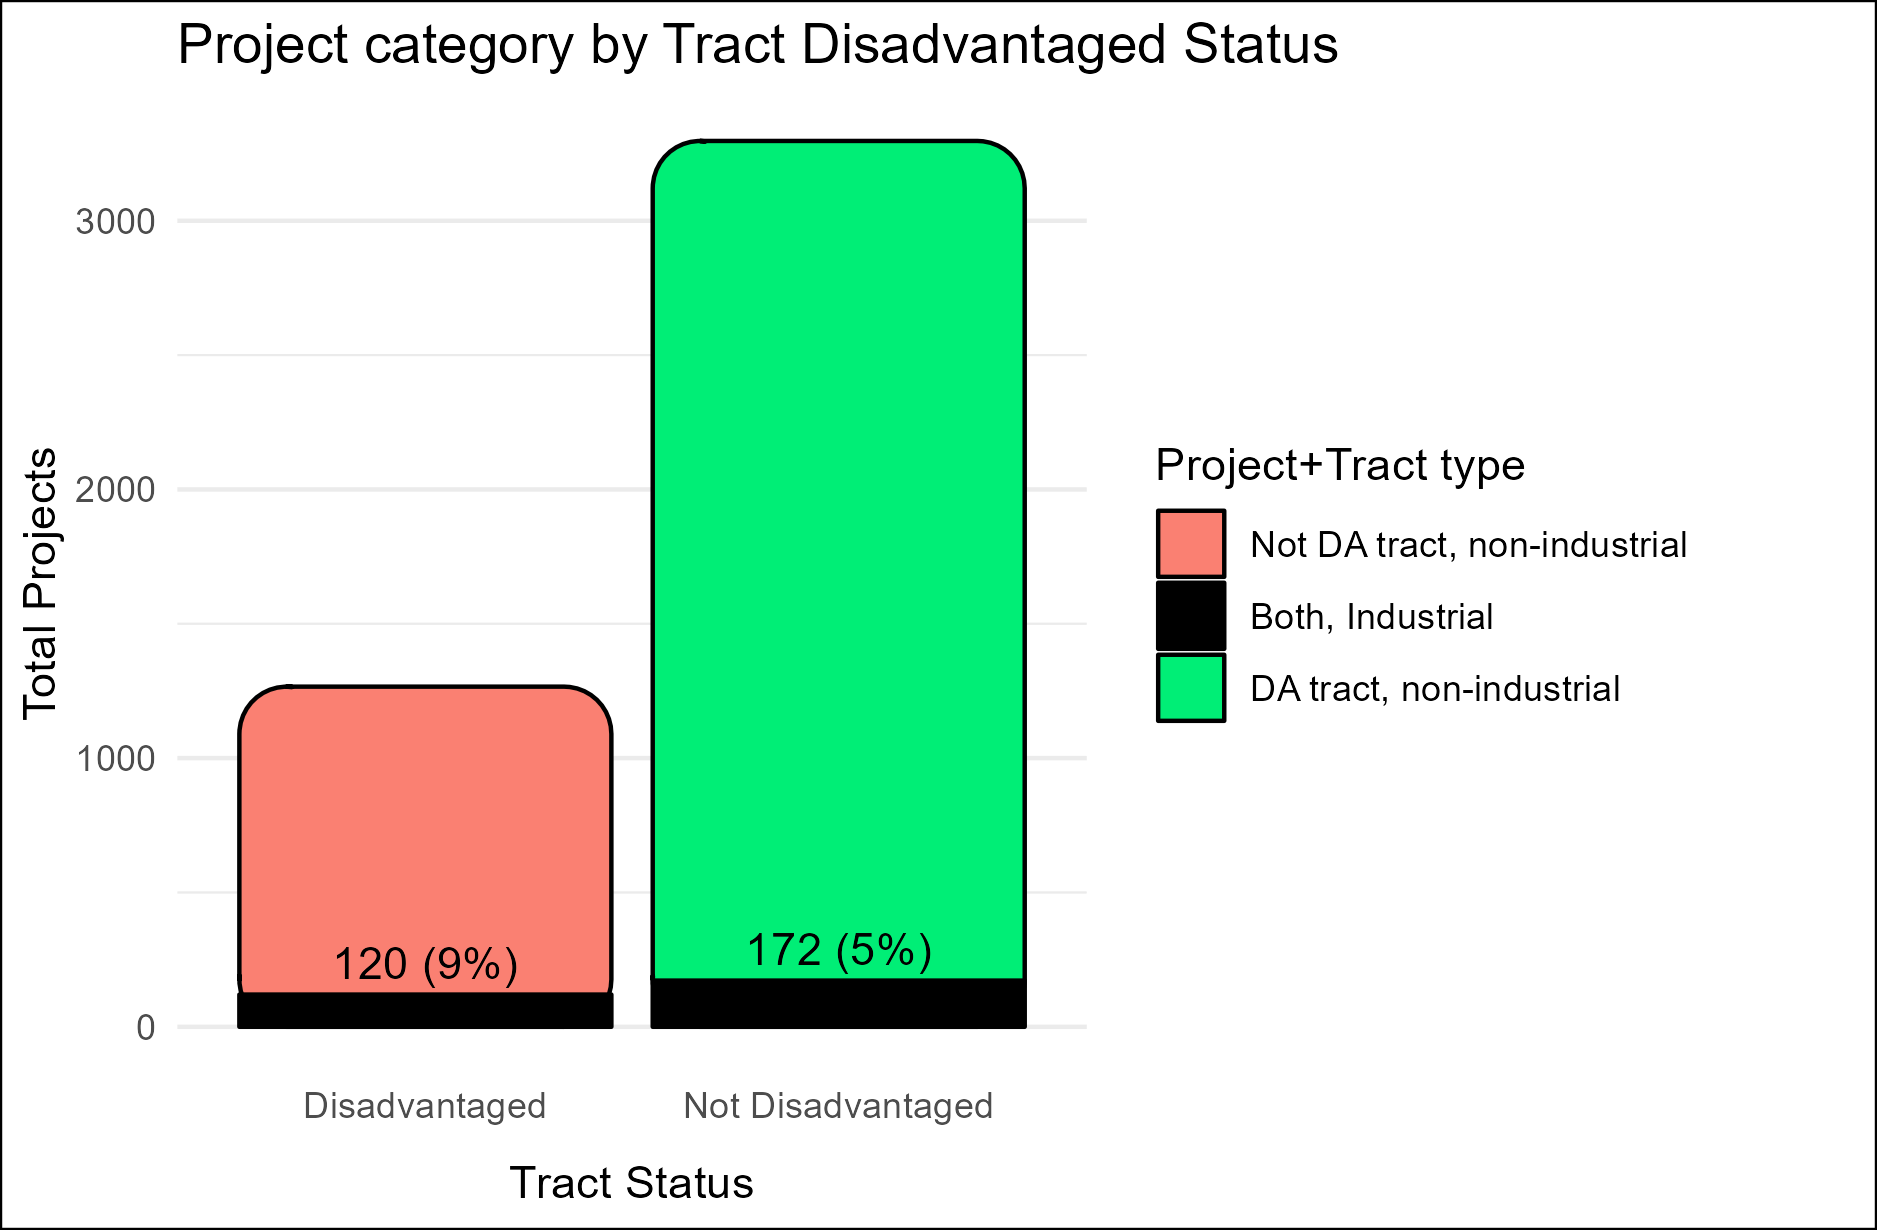 Project category by Tract Disadvantaged Status
Total Projects
3000
2000
1000
0
120 (9%)
172 (5%)
Disadvantaged
Not Disadvantaged
Tract Status
Project+Tract type
Not DA tract, non-industrial
Both, Industrial
DA tract, non-industrial